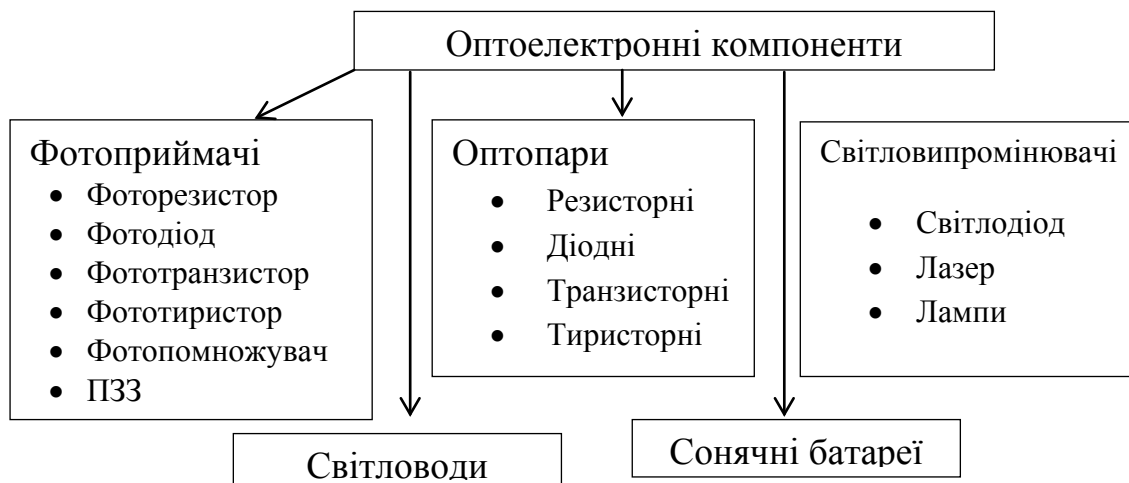 Оптоелектронні компоненти
Фотоприймачі
• Фоторезистор
• Фотодіод
• Фототранзистор
• Фототиристор
• Фотопомножувач
• ПЗЗ
Оптопари
• Резисторні
• Діодні
• Транзисторні
• Тиристорні
Світловипромінювачі
• Світлодіод
• Лазер
• Лампи
Світловоди
Сонячні батареї